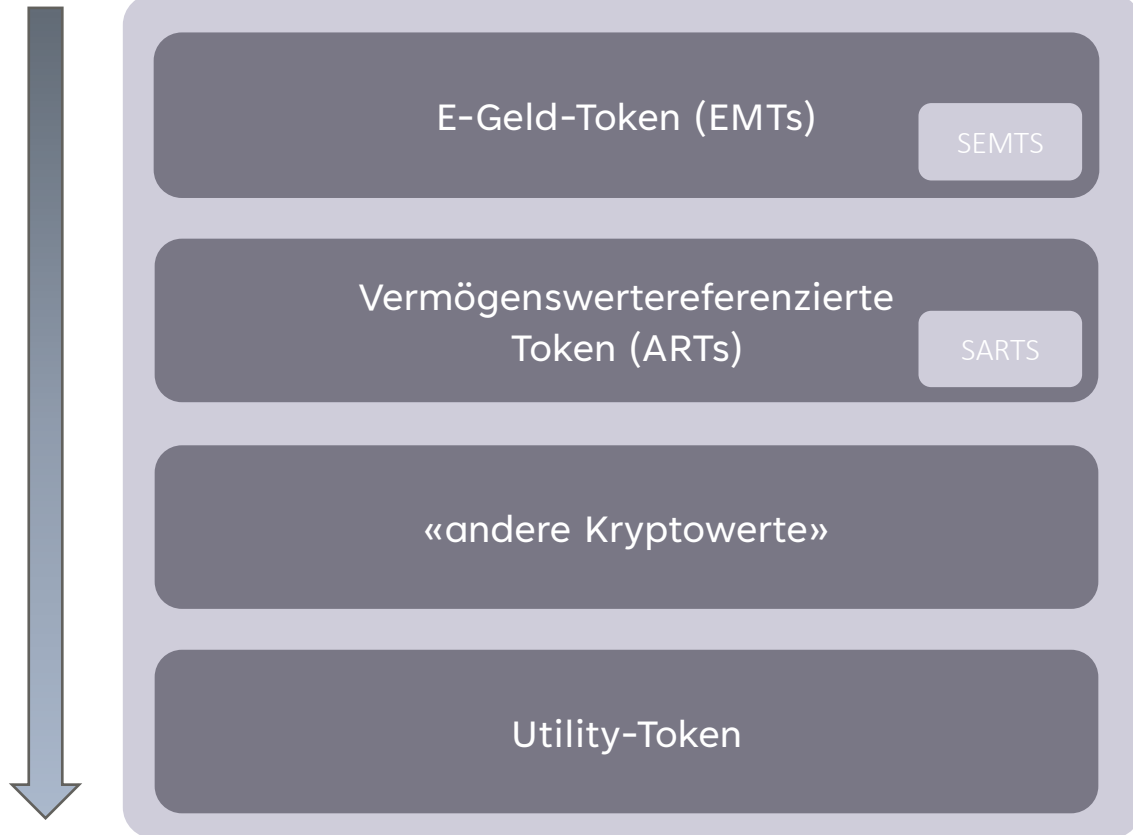 E-Geld-Token (EMTs)
SEMTS
Vermögenswertereferenzierte
Token (ARTs)
SARTS
«andere Kryptowerte»
Utility-Token